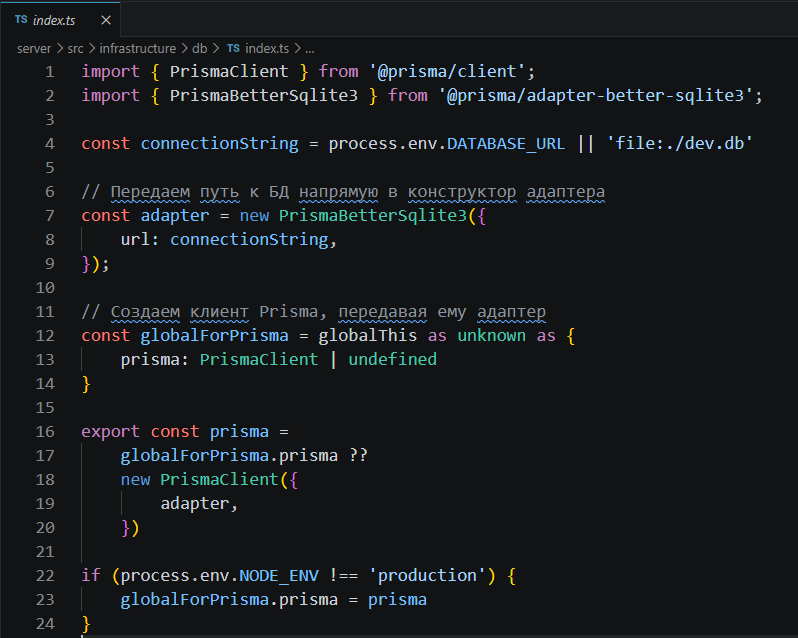 TS index.ts ×
server > src > infrastructure > db > TS index.ts > ...
1 import { PrismaClient } from '@prisma/client';
2 import { PrismaBetterSqlite3 } from '@prisma/adapter-better-sqlite3';
3
4 const connectionString = process.env.DATABASE_URL || 'file:./dev.db'
5
6 // Передаем путь к БД напрямую в конструктор адаптера
7 const adapter = new PrismaBetterSqlite3({
8     url: connectionString,
9 });
10
11 // Создаем клиент Prisma, передавая ему адаптер
12 const globalForPrisma = globalThis as unknown as {
13     prisma: PrismaClient | undefined
14 }
15
16 export const prisma =
17     globalForPrisma.prisma ??
18     new PrismaClient({
19         adapter,
20     })
21
22 if (process.env.NODE_ENV !== 'production') {
23     globalForPrisma.prisma = prisma
24 }